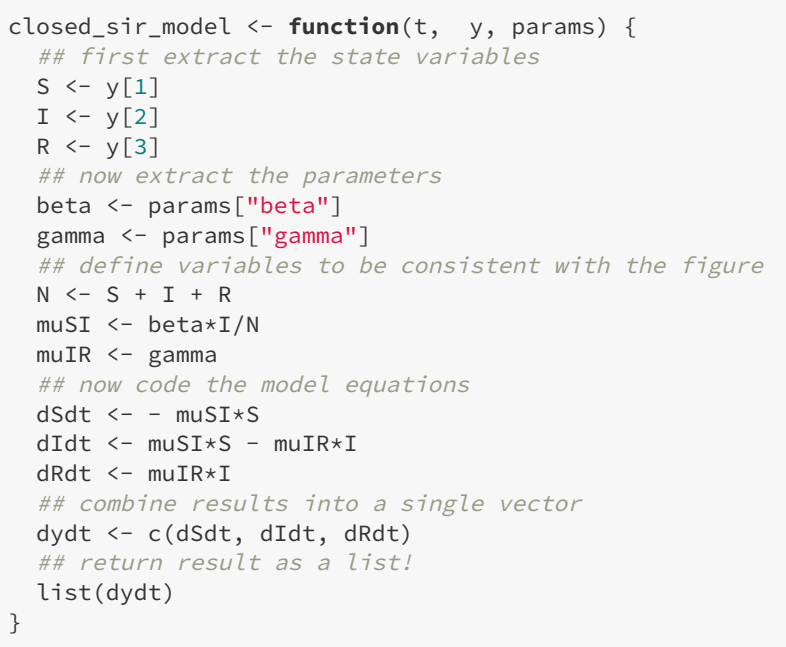 closed_sir_model <- function(t,  y, params) {
  ## first extract the state variables
  S <- y[1]
  I <- y[2]
  R <- y[3]
  ## now extract the parameters
  beta <- params["beta"]
  gamma <- params["gamma"]
  ## define variables to be consistent with the figure
  N <- S + I + R
  muSI <- beta*I/N
  muIR <- gamma
  ## now code the model equations
  dSdt <- - muSI*S
  dIdt <- muSI*S - muIR*I
  dRdt <- muIR*I
  ## combine results into a single vector
  dydt <- c(dSdt, dIdt, dRdt)
  ## return result as a list!
  list(dydt)
}